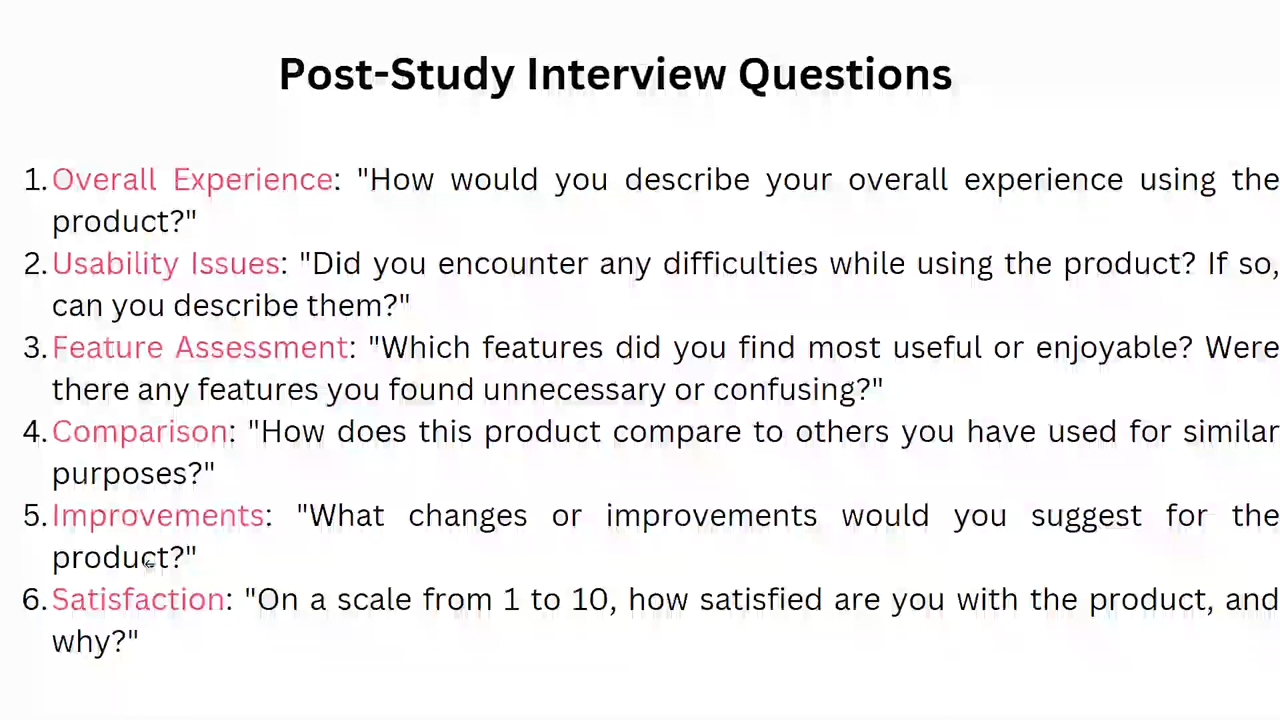 Post-Study Interview Questions
1. Overall Experience: "How would you describe your overall experience using the
product?"
2. Usability Issues: "Did you encounter any difficulties while using the product? If so,
can you describe them?"
3. Feature Assessment: "Which features did you find most useful or enjoyable? Were
there any features you found unnecessary or confusing?"
4. Comparison: "How does this product compare to others you have used for similar
purposes?"
5. Improvements: "What changes or improvements would you suggest for the
product?"
6. Satisfaction: "On a scale from 1 to 10, how satisfied are you with the product, and
why?"